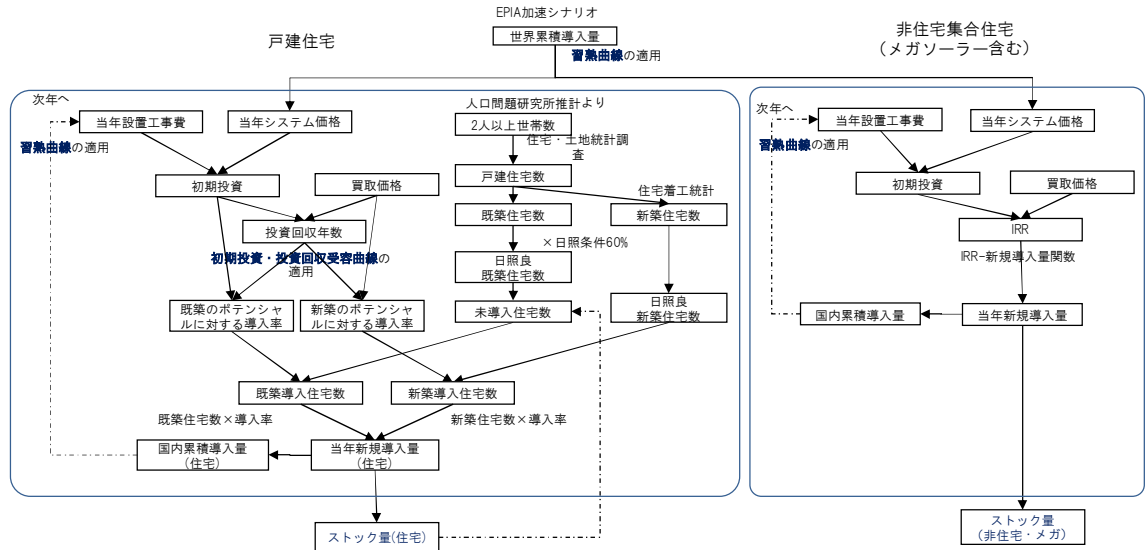 EPIA加速シナリオ
世界累積導入量
習熟曲線の適用
戸建住宅
非住宅集合住宅
(メガソーラー含む)
次年へ
当年設置工事費
当年システム価格
習熟曲線の適用
初期投資
買取価格
投資回収年数
初期投資・投資回収受容曲線の
適用
既築のポテンシャ
ルに対する導入率
新築のポテンシャ
ルに対する導入率
人口問題研究所推計より
2人以上世帯数
住宅・土地統計調
査
戸建住宅数
住宅着工統計
既築住宅数
新築住宅数
×日照条件60%
日照良
既築住宅数
未導入住宅数
日照良
新築住宅数
既築導入住宅数
新築導入住宅数
既築住宅数×導入率
新築住宅数×導入率
国内累積導入量
(住宅)
当年新規導入量
(住宅)
ストック量(住宅)
次年へ
当年設置工事費
当年システム価格
習熟曲線の適用
初期投資
買取価格
IRR
IRR-新規導入量関数
国内累積導入量
当年新規導入量
ストック量
(非住宅・メガ)